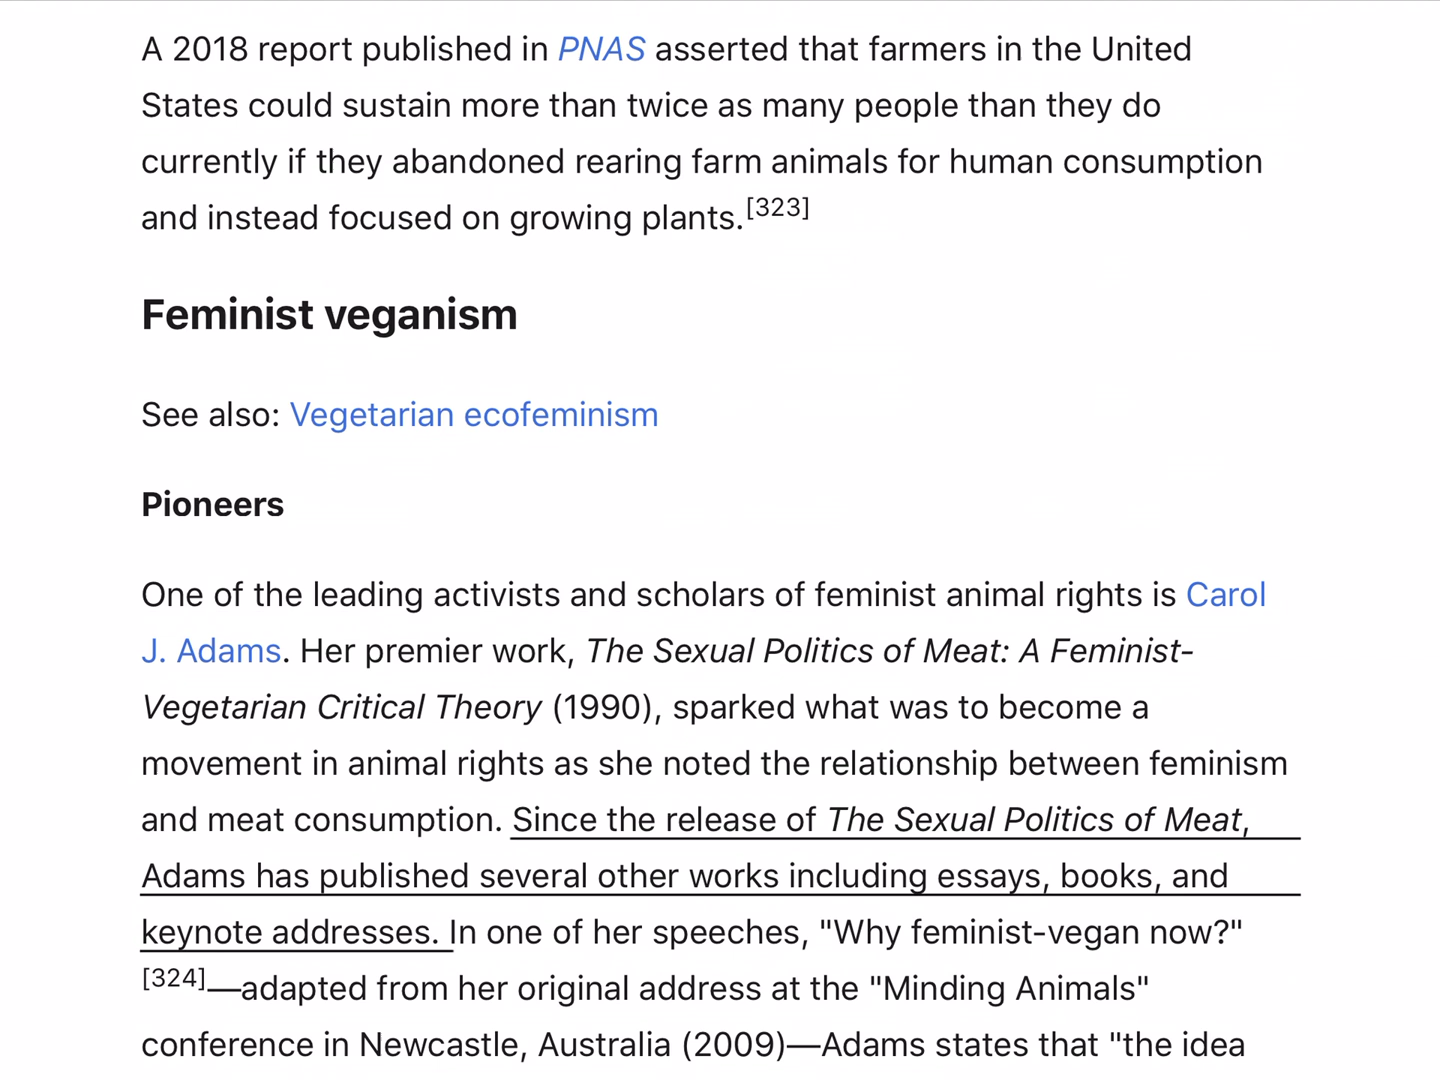 A 2018 report published in PNAS asserted that farmers in the United
States could sustain more than twice as many people than they do
currently if they abandoned rearing farm animals for human consumption
and instead focused on growing plants.[323]
Feminist veganism
See also: Vegetarian ecofeminism
Pioneers
One of the leading activists and scholars of feminist animal rights is Carol
J. Adams. Her premier work, The Sexual Politics of Meat: A Feminist-
Vegetarian Critical Theory (1990), sparked what was to become a
movement in animal rights as she noted the relationship between feminism
and meat consumption. Since the release of The Sexual Politics of Meat,
Adams has published several other works including essays, books, and
keynote addresses. In one of her speeches, "Why feminist-vegan now?"
[324]—adapted from her original address at the "Minding Animals"
conference in Newcastle, Australia (2009)—Adams states that "the idea